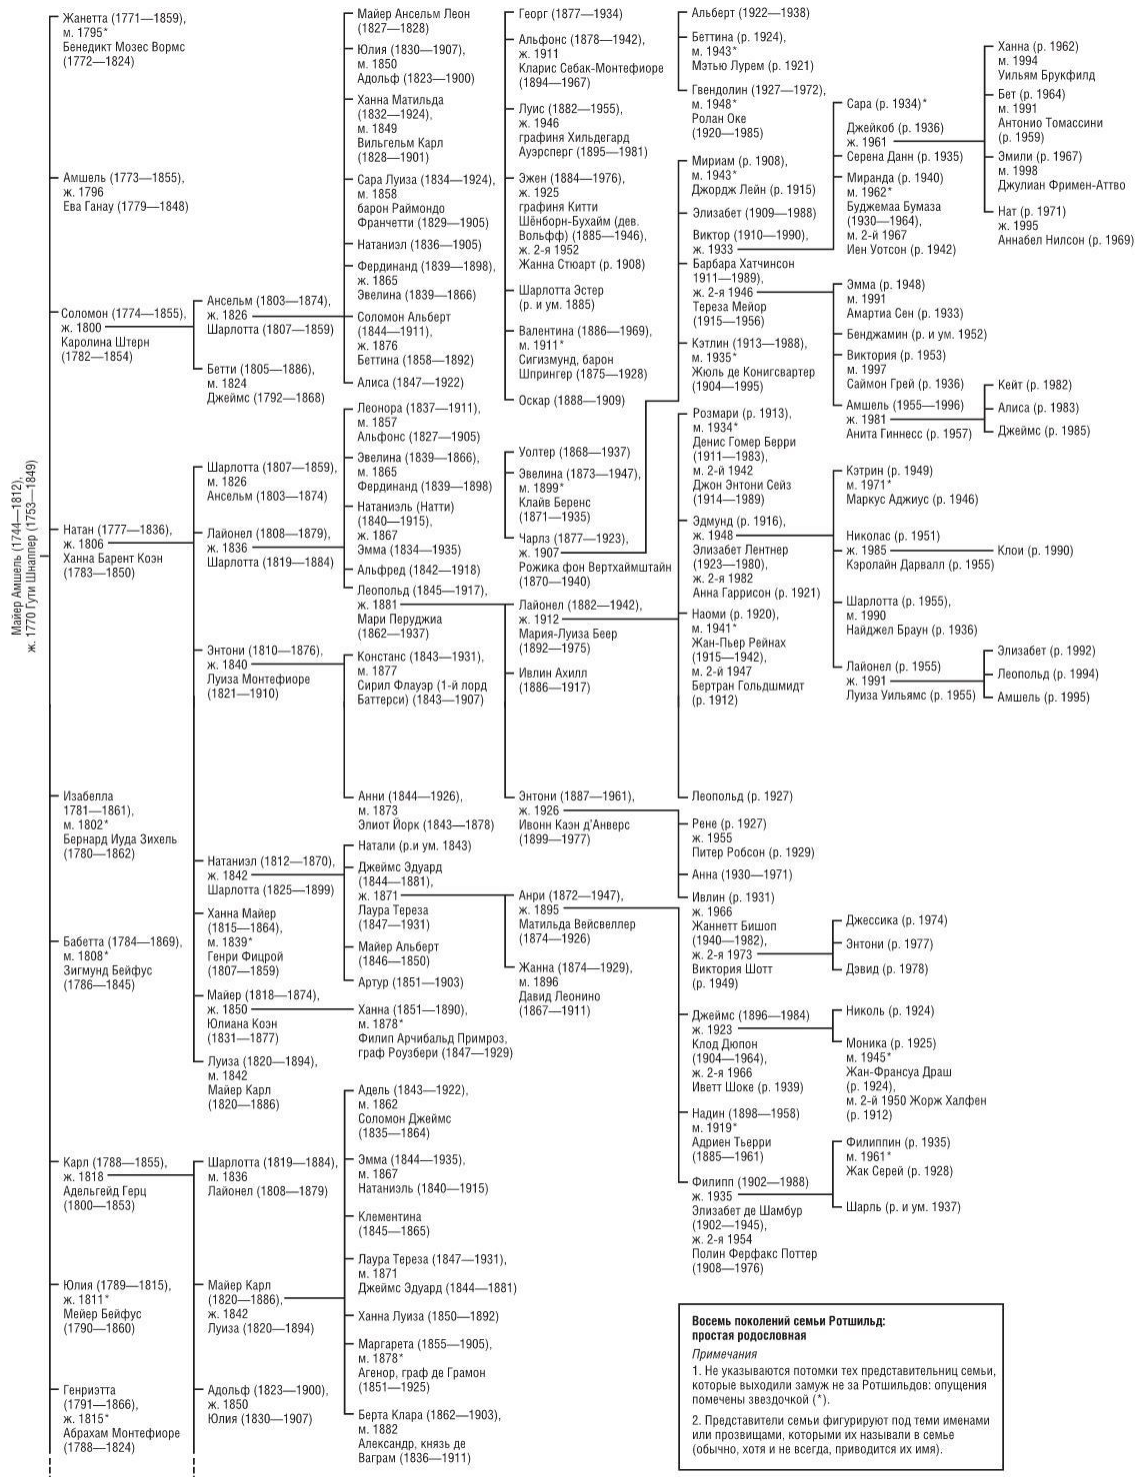 Майер Амшель (1744—1812),
ж. 1770 Гути Шнаппер (1753—1849)
Жанетта (1771—1859),
м. 1795*
Бенедикт Мозес Вормс
(1772—1824)
Амшель (1773—1855),
ж. 1796
Ева Ганау (1779—1848)
Соломон (1774—1855),
ж. 1800
Каролина Штерн
(1782—1854)
Натан (1777—1836),
ж. 1806
Ханна Барент Коэн
(1783—1850)
Изабелла
1781—1861),
м. 1802*
Бернард Иуда Зихель
(1780—1862)
Бабетта (1784—1869),
м. 1808*
Зигмунд Бейфус
(1786—1845)
Карл (1788—1855),
ж. 1818
Адельгейд Герц
(1800—1853)
Юлия (1789—1815),
ж. 1811*
Мейер Бейфус
(1790—1860)
Генриэтта
(1791—1866),
ж. 1815*
Абрахам Монтефиоре
(1788—1824)
Ансельм (1803—1874),
ж. 1826
Шарлотта (1807—1859)
Бетти (1805—1886),
м. 1824
Джеймс (1792—1868)
Шарлотта (1807—1859),
м. 1826
Ансельм (1803—1874)
Лайонел (1808—1879),
ж. 1836
Шарлотта (1819—1884)
Энтони (1810—1876),
ж. 1840
Луиза Монтефиоре
(1821—1910)
Натаниэл (1812—1870),
ж. 1842
Шарлотта (1825—1899)
Ханна Майер
(1815—1864),
м. 1839*
Генри Фицрой
(1807—1859)
Майер (1818—1874),
ж. 1850
Юлиана Коэн
(1831—1877)
Луиза (1820—1894),
м. 1842
Майер Карл
(1820—1886)
Шарлотта (1819—1884),
м. 1836
Лайонел (1808—1879)
Майер Карл
(1820—1886),
ж. 1842
Луиза (1820—1894)
Адольф (1823—1900),
ж. 1850
Юлия (1830—1907)
Майер Ансельм Леон
(1827—1828)
Юлия (1830—1907),
м. 1850
Адольф (1823—1900)
Ханна Матильда
(1832—1924),
м. 1849
Вильгельм Карл
(1828—1901)
Сара Луиза (1834—1924),
м. 1858
барон Раймондо
Франчетти (1829—1905)
Натаниэл (1836—1905)
Фердинанд (1839—1898),
ж. 1865
Эвелина (1839—1866)
Соломон Альберт
(1844—1911),
ж. 1876
Беттина (1858—1892)
Алиса (1847—1922)
Леонора (1837—1911),
м. 1857
Альфонс (1827—1905)
Эвелина (1839—1866),
м. 1865
Фердинанд (1839—1898)
Натаниэль (Натти)
(1840—1915),
ж. 1867
Эмма (1834—1935)
Альфред (1842—1918)
Леопольд (1845—1917),
ж. 1881
Мари Перуджиа
(1862—1937)
Констанс (1843—1931),
м. 1877
Сирил Флауэр (1-й лорд
Баттерси) (1843—1907)
Анни (1844—1926),
м. 1873
Элиот Йорк (1843—1878)
Натали (р.и ум. 1843)
Джеймс Эдуард
(1844—1881),
ж. 1871
Лаура Тереза
(1847—1931)
Майер Альберт
(1846—1850)
Артур (1851—1903)
Ханна (1851—1890),
м. 1878*
Филип Арчибальд Примроз,
граф Роузбери (1847—1929)
Адель (1843—1922),
м. 1862
Соломон Джеймс
(1835—1864)
Эмма (1844—1935),
м. 1867
Натаниэль (1840—1915)
Клементина
(1845—1865)
Лаура Тереза (1847—1931),
м. 1871
Джеймс Эдуард (1844—1881)
Ханна Луиза (1850—1892)
Маргарета (1855—1905),
м. 1878*
Агенор, граф де Грамон
(1851—1925)
Берта Клара (1862—1903),
м. 1882
Александр, князь де
Ваграм (1836—1911)
Георг (1877—1934)
Альфонс (1878—1942),
ж. 1911
Кларис Себак-Монтефиоре
(1894—1967)
Луис (1882—1955),
ж. 1946
графиня Хильдегард
Ауэрсперг (1895—1981)
Эжен (1884—1976),
ж. 1925
графиня Китти
Шёнборн-Бухайм (дев.
Вольфф) (1885—1946),
ж. 2-я 1952
Жанна Стюарт (р. 1908)
Шарлотта Эстер
(р. и ум. 1885)
Валентина (1886—1969),
м. 1911*
Сигизмунд, барон
Шпрингер (1875—1928)
Оскар (1888—1909)
Уолтер (1868—1937)
Эвелина (1873—1947),
м. 1899*
Клайв Беренс
(1871—1935)
Чарлз (1877—1923),
ж. 1907
Рожика фон Вертхаймштайн
(1870—1940)
Лайонел (1882—1942),
ж. 1912
Мария-Луиза Беер
(1892—1975)
Ивлин Ахилл
(1886—1917)
Энтони (1887—1961),
ж. 1926
Ивонн Каэн д'Анверс
(1899—1977)
Анри (1872—1947),
ж. 1895
Матильда Вейсвеллер
(1874—1926)
Жанна (1874—1929),
м. 1896
Давид Леонино
(1867—1911)
Альберт (1922—1938)
Беттина (р. 1924),
м. 1943*
Мэтью Лурем (р. 1921)
Гвендолин (1927—1972),
м. 1948*
Ролан Оке
(1920—1985)
Мириам (р. 1908),
м. 1943*
Джордж Лейн (р. 1915)
Элизабет (1909—1988)
Виктор (1910—1990),
ж. 1933
Барбара Хатчинсон
1911—1989),
ж. 2-я 1946
Тереза Мейор
(1915—1956)
Кэтлин (1913—1988),
м. 1935*
Жюль де Конигсвартер
(1904—1995)
Розмари (р. 1913),
м. 1934*
Денис Гомер Берри
(1911—1983),
м. 2-й 1942
Джон Энтони Сейз
(1914—1989)
Эдмунд (р. 1916),
ж. 1948
Элизабет Лентнер
(1923—1980),
ж. 2-я 1982
Анна Гаррисон (р. 1921)
Наоми (р. 1920),
м. 1941*
Жан-Пьер Рейнах
(1915—1942),
м. 2-й 1947
Бертран Гольдшмидт
(р. 1912)
Леопольд (р. 1927)
Рене (р. 1927)
ж. 1955
Питер Робсон (р. 1929)
Анна (1930—1971)
Ивлин (р. 1931)
ж. 1966
Жаннетт Бишоп
(1940—1982),
ж. 2-я 1973
Виктория Шотт
(р. 1949)
Джеймс (1896—1984)
ж. 1923
Клод Дюпон
(1904—1964),
ж. 2-я 1966
Иветт Шоке (р. 1939)
Надин (1898—1958)
м. 1919*
Адриен Тьерри
(1885—1961)
Филипп (1902—1988)
ж. 1935
Элизабет де Шамбур
(1902—1945),
ж. 2-я 1954
Полин Ферфакс Поттер
(1908—1976)
Сара (р. 1934)*
Джейкоб (р. 1936)
ж. 1961
Серена Данн (р. 1935)
Миранда (р. 1940)
м. 1962*
Буджемаа Бумаза
(1930—1964),
м. 2-й 1967
Иен Уотсон (р. 1942)
Эмма (р. 1948)
м. 1991
Амартиа Сен (р. 1933)
Бенджамин (р. и ум. 1952)
Виктория (р. 1953)
м. 1997
Саймон Грей (р. 1936)
Амшель (1955—1996)
ж. 1981
Анита Гиннесс (р. 1957)
Кэтрин (р. 1949)
м. 1971*
Маркус Аджиус (р. 1946)
Николас (р. 1951)
ж. 1985
Кэролайн Дарвалл (р. 1955)
Шарлотта (р. 1955),
м. 1990
Найджел Браун (р. 1936)
Лайонел (р. 1955)
ж. 1991
Луиза Уильямс (р. 1955)
Джессика (р. 1974)
Энтони (р. 1977)
Дэвид (р. 1978)
Николь (р. 1924)
Моника (р. 1925)
м. 1945*
Жан-Франсуа Драш
(р. 1924),
м. 2-й 1950 Жорж Халфен
(р. 1912)
Филиппин (р. 1935)
м. 1961*
Жак Серей (р. 1928)
Шарль (р. и ум. 1937)
Ханна (р. 1962)
м. 1994
Уильям Брукфилд
Бет (р. 1964)
м. 1991
Антонио Томассини
(р. 1959)
Эмили (р. 1967)
м. 1998
Джулиан Фримен-Аттво
Нат (р. 1971)
ж. 1995
Аннабел Нилсон (р. 1969)
Кейт (р. 1982)
Алиса (р. 1983)
Джеймс (р. 1985)
Клои (р. 1990)
Элизабет (р. 1992)
Леопольд (р. 1994)
Амшель (р. 1995)
Восемь поколений семьи Ротшильд:
простая родословная
Примечания
1. Не указываются потомки тех представительниц семьи,
которые выходили замуж не за Ротшильдов: опущения
помечены звездочкой (*).
2. Представители семьи фигурируют под теми именами
или прозвищами, которыми их называли в семье
(обычно, хотя и не всегда, приводится их имя).